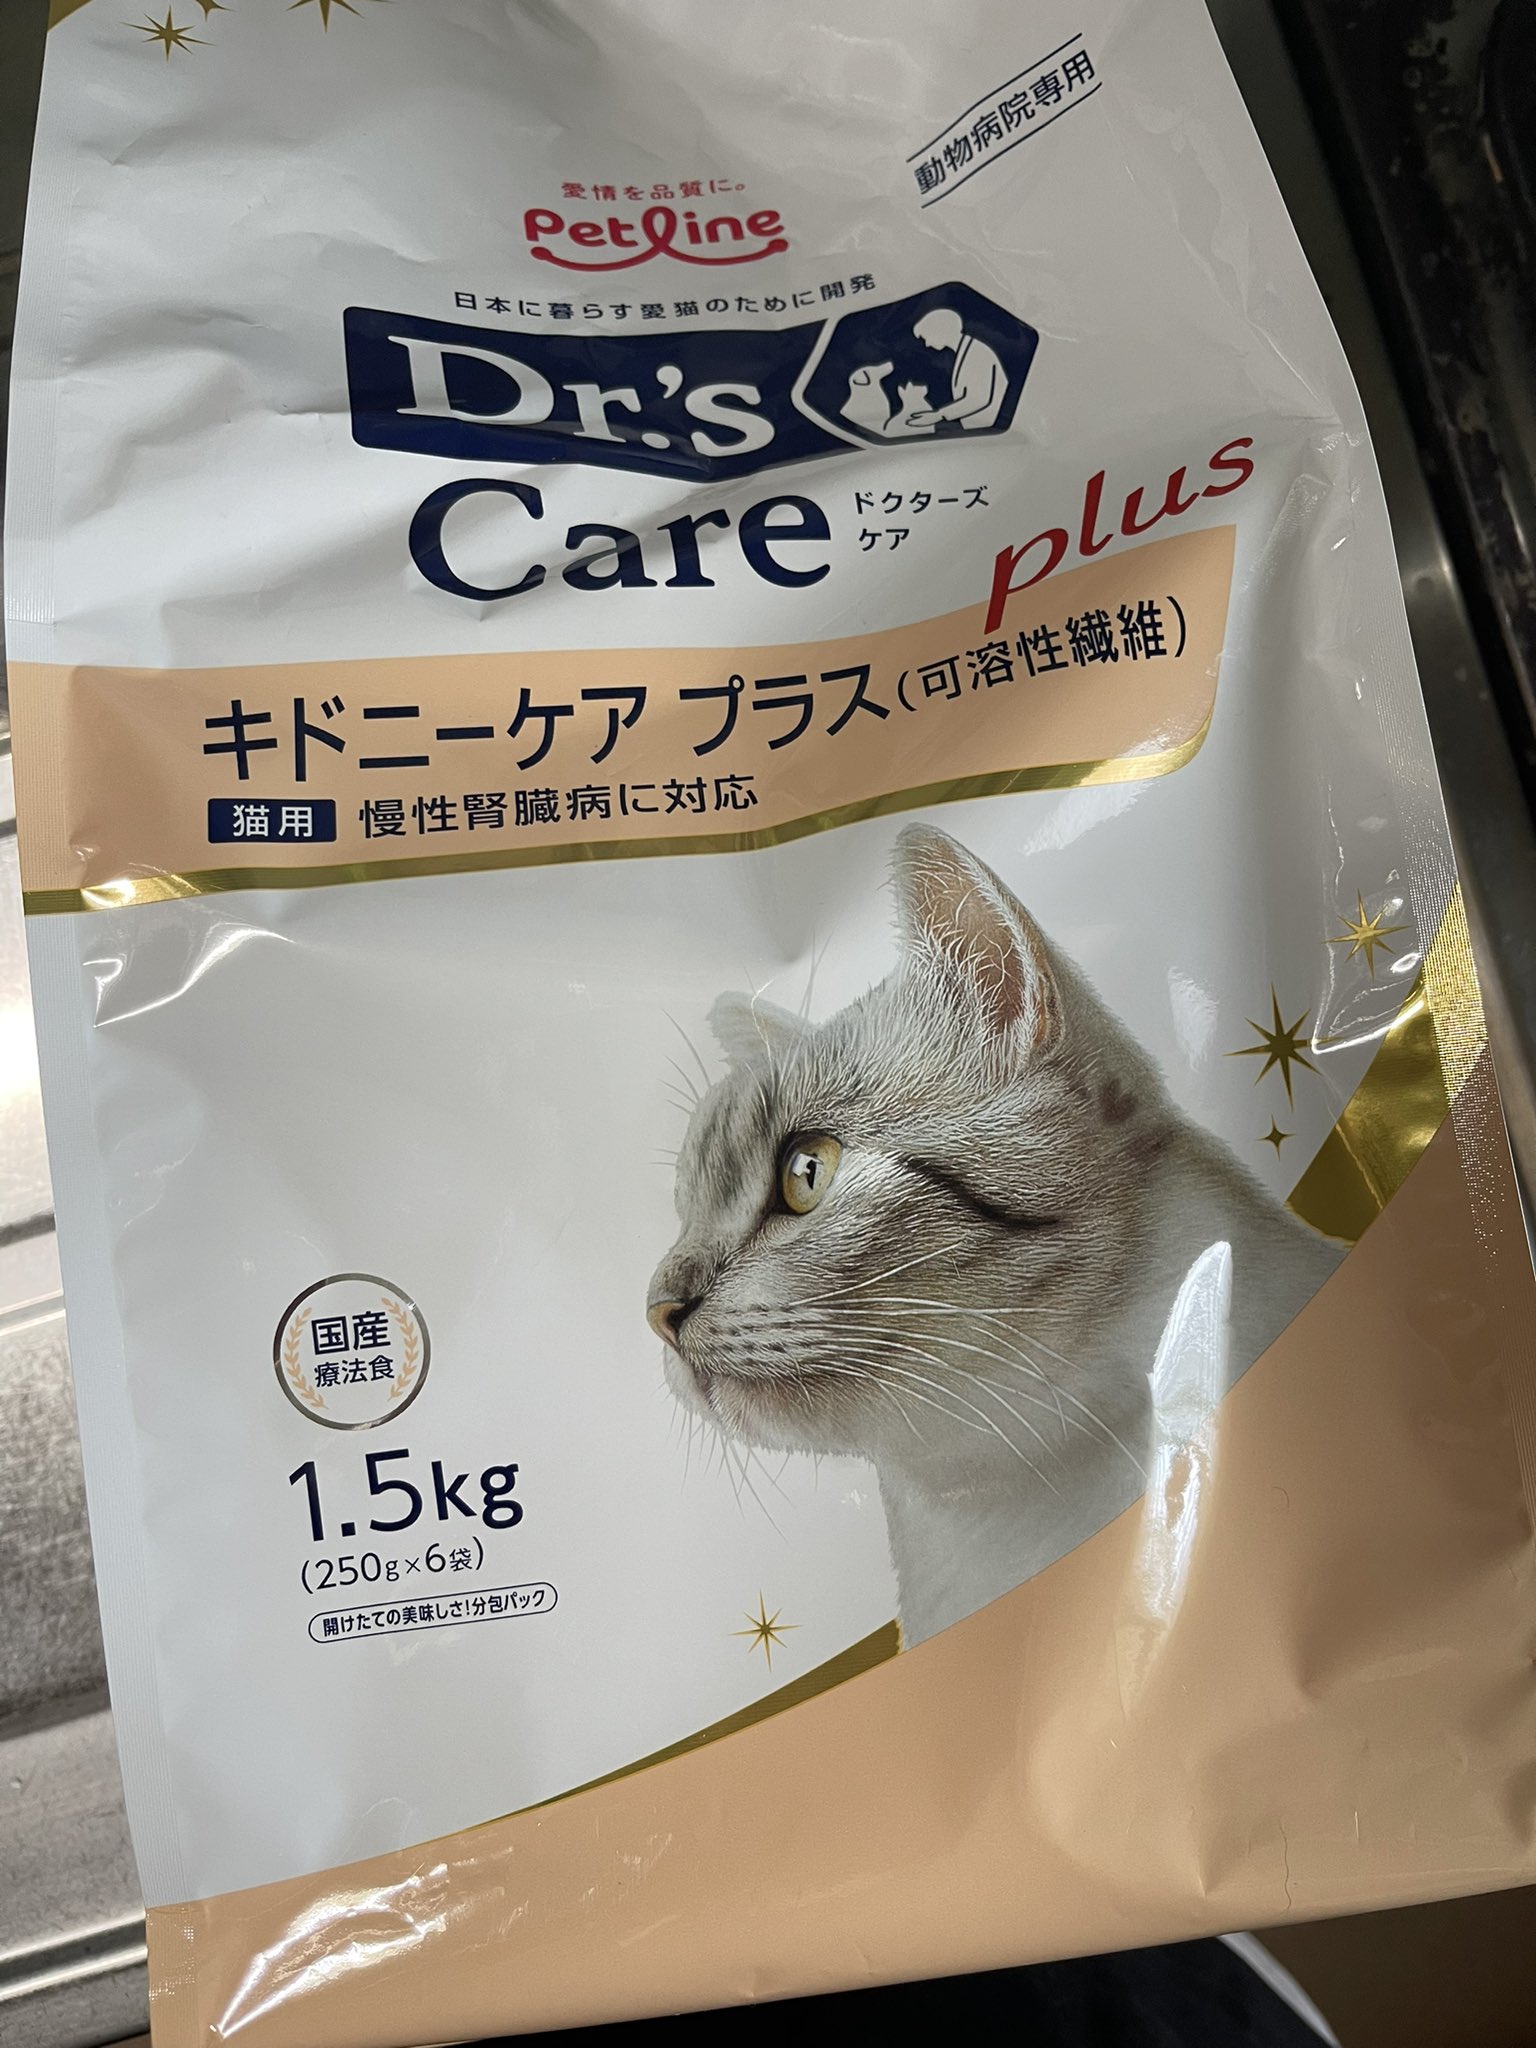 動物病院専用
愛情を品質に。
Petline
日本に暮らす愛猫のために開発
Dr.'s
Care
ドクターズ
ケア
plus
キドニーケア プラス(可溶性繊維)
猫用 慢性腎臓病に対応
国産
療法食
1.5kg
(250g×6袋)
開けたての美味しさ!分包パック